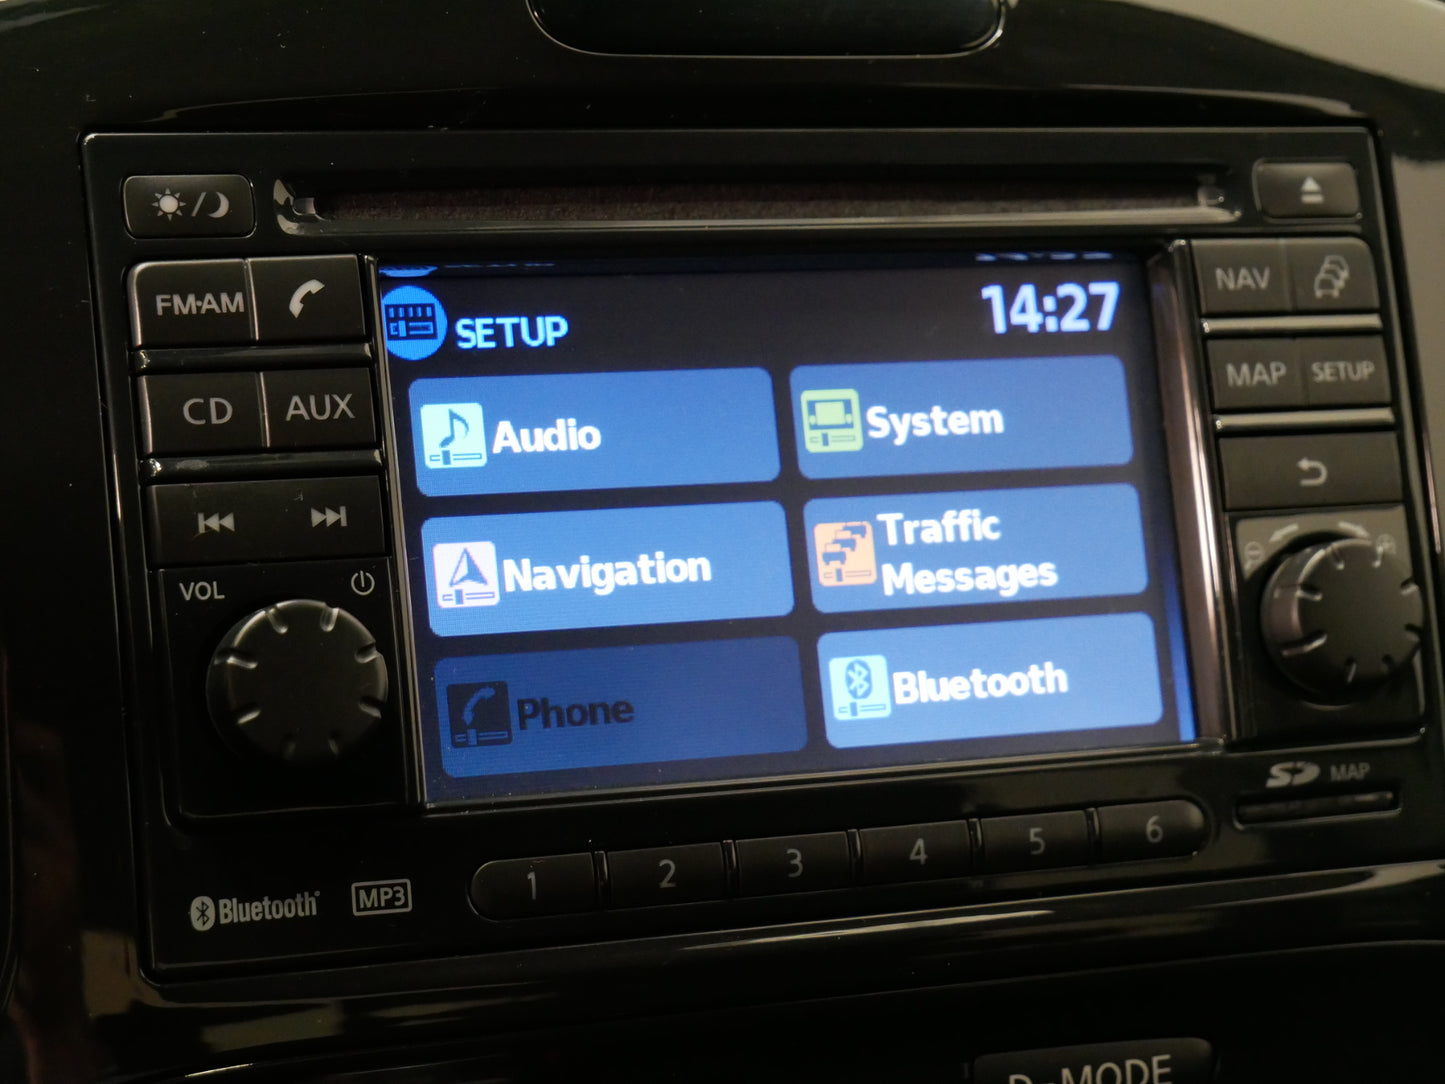 FM·AM
CD
AUX
VOL
SETUP
14:27
Audio
System
Navigation
Traffic
Messages
Phone
Bluetooth
NAV
MAP
SETUP
SD MAP
1 2 3 4 5 6
Bluetooth MP3
D-MODE